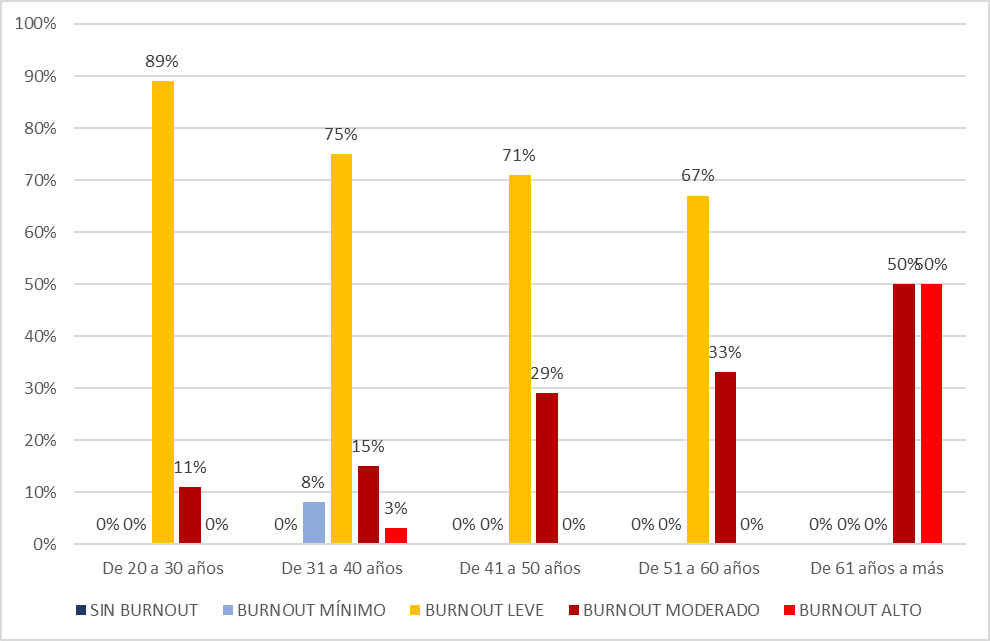 100%
90%
80%
70%
60%
50%
40%
30%
20%
10%
0%
0% 0% 89% 11% 0%
0% 8% 75% 15% 3%
0% 0% 71% 29% 0%
0% 0% 67% 33% 0%
0% 0% 0% 50% 50%
De 20 a 30 años De 31 a 40 años De 41 a 50 años De 51 a 60 años De 61 años a más
SIN BURNOUT BURNOUT MÍNIMO BURNOUT LEVE BURNOUT MODERADO BURNOUT ALTO